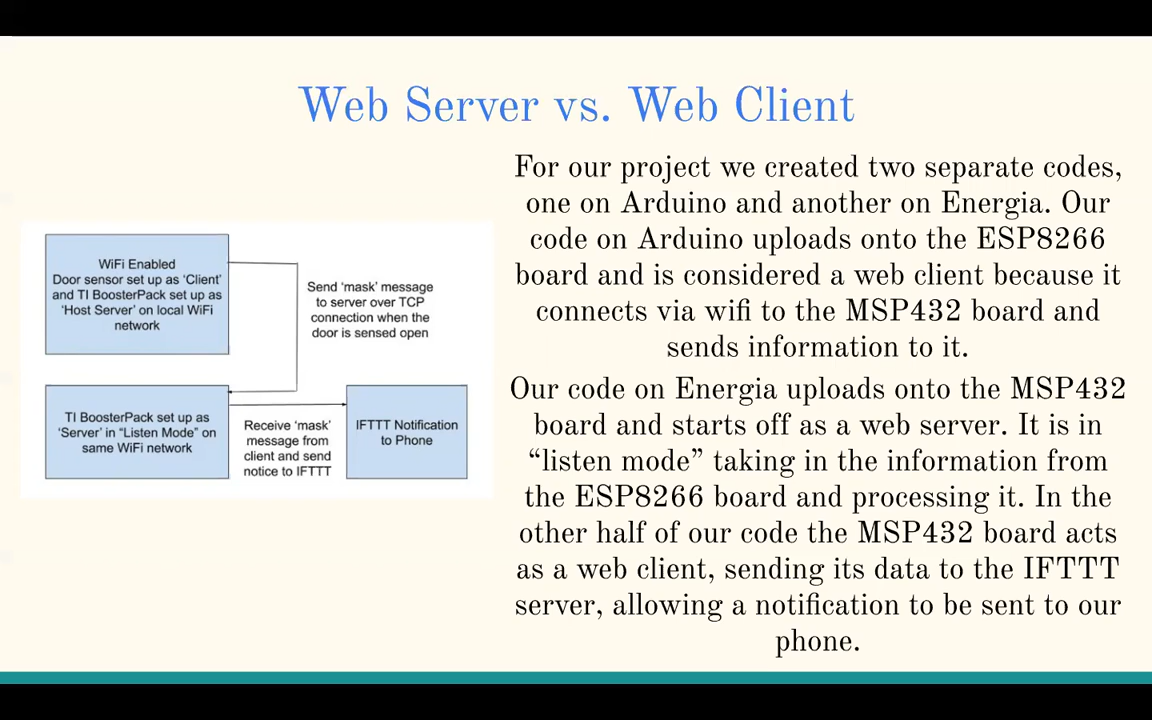 Web Server vs. Web Client
WiFi Enabled
Door sensor set up as ‘Client’
and TI BoosterPack set up as
‘Host Server’ on local WiFi
network
Send ‘mask’ message
to server over TCP
connection when the
door is sensed open
TI BoosterPack set up as
‘Server’ in “Listen Mode” on
same WiFi network
Receive ‘mask’
message from
client and send
notice to IFTTT
IFTTT Notification
to Phone
For our project we created two separate codes,
one on Arduino and another on Energia. Our
code on Arduino uploads onto the ESP8266
board and is considered a web client because it
connects via wifi to the MSP432 board and
sends information to it.
Our code on Energia uploads onto the MSP432
board and starts off as a web server. It is in
“listen mode” taking in the information from
the ESP8266 board and processing it. In the
other half of our code the MSP432 board acts
as a web client, sending its data to the IFTTT
server, allowing a notification to be sent to our
phone.